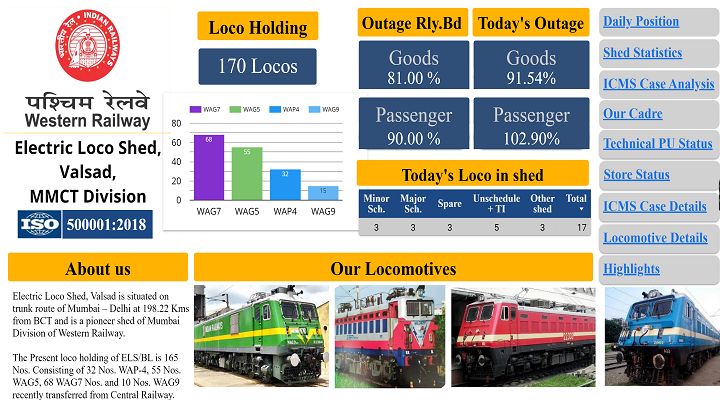 भारतीय रेल
INDIAN RAILWAYS
पश्चिम रेलवे
Western Railway
Electric Loco Shed,
Valsad,
MMCT Division
ISO 500001:2018
Loco Holding
170 Locos
WAG7 WAG5 WAP4 WAG9
80
60
40
20
0
68
55
32
15
WAG7 WAG5 WAP4 WAG9
Outage Rly.Bd
Today's Outage
Goods
81.00 %
Goods
91.54%
Passenger
90.00 %
Passenger
102.90%
Today's Loco in shed
Minor Sch. Major Sch. Spare Unschedule + TI Other shed Total
3 3 3 5 3 17
Daily Position
Shed Statistics
ICMS Case Analysis
Our Cadre
Technical PU Status
Store Status
ICMS Case Details
Locomotive Details
Highlights
About us
Electric Loco Shed, Valsad is situated on
trunk route of Mumbai – Delhi at 198.22 Kms
from BCT and is a pioneer shed of Mumbai
Division of Western Railway.
The Present loco holding of ELS/BL is 165
Nos. Consisting of 32 Nos. WAP-4, 55 Nos.
WAG5, 68 WAG7 Nos. and 10 Nos. WAG9
recently transferred from Central Railway.
Our Locomotives